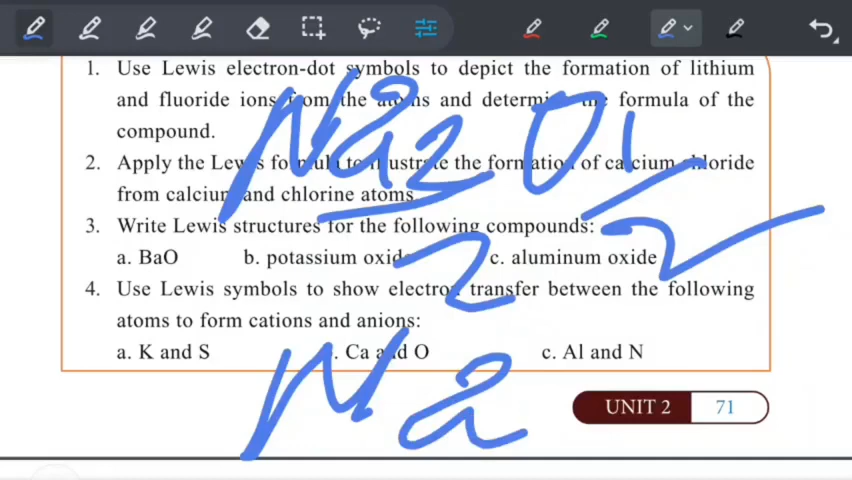 1. Use Lewis electron-dot symbols to depict the formation of lithium
and fluoride ions from the atoms and determine the formula of the
compound.
2. Apply the Lewis formula to illustrate the formation of calcium chloride
from calcium and chlorine atoms.
3. Write Lewis structures for the following compounds:
a. BaO b. potassium oxide c. aluminum oxide
4. Use Lewis symbols to show electron transfer between the following
atoms to form cations and anions:
a. K and S b. Ca and O c. Al and N
UNIT 2 71
Na2 O1
2 2
Na